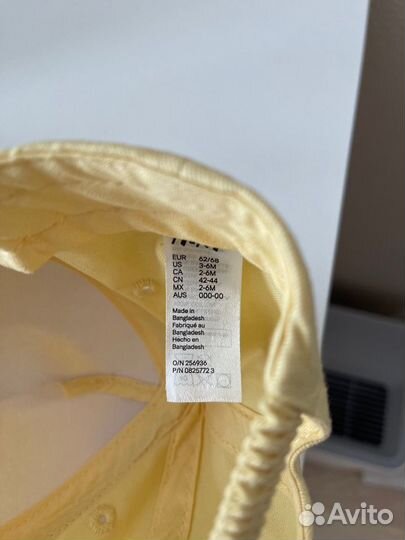 EUR 62/68
US 3-6M
CA 2-6M
CN 42-44
MX 2-6M
AUS 000-00
Made in
Bangladesh
Fabriqué au
Bangladesh
Hecho en
Bangladesh
O/N 256936
P/N 0825772 3
Avito